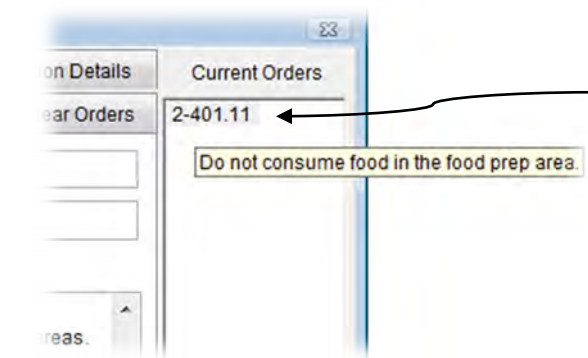 on Details
Current Orders
ear Orders
2-401.11
Do not consume food in the food prep area.
reas.